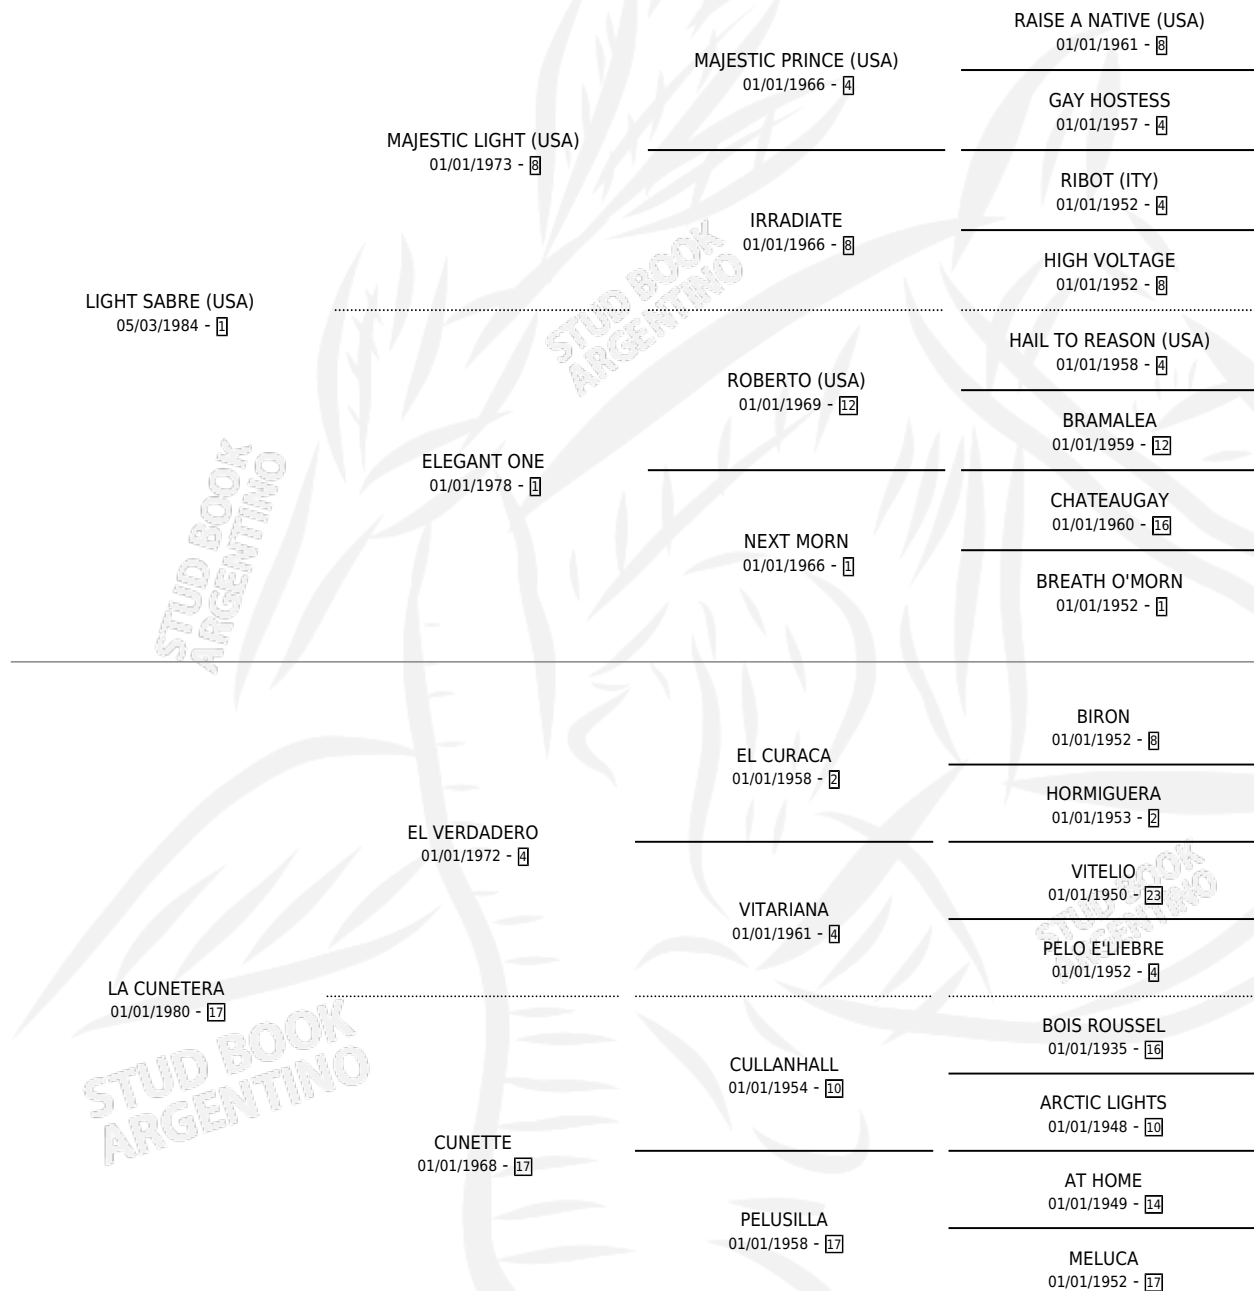 RAISE A NATIVE (USA)
01/01/1961 - 8
MAJESTIC PRINCE (USA)
01/01/1966 - 4
GAY HOSTESS
01/01/1957 - 4
MAJESTIC LIGHT (USA)
01/01/1973 - 8
RIBOT (ITY)
01/01/1952 - 4
IRRADIATE
01/01/1966 - 8
HIGH VOLTAGE
01/01/1952 - 8
LIGHT SABRE (USA)
05/03/1984 - 1
HAIL TO REASON (USA)
01/01/1958 - 4
ROBERTO (USA)
01/01/1969 - 12
BRAMALEA
01/01/1959 - 12
ELEGANT ONE
01/01/1978 - 1
CHATEAUGAY
01/01/1960 - 16
NEXT MORN
01/01/1966 - 1
BREATH O'MORN
01/01/1952 - 1
BIRON
01/01/1952 - 8
EL CURACA
01/01/1958 - 2
HORMIGUERA
01/01/1953 - 2
EL VERDADERO
01/01/1972 - 4
VITELIO
01/01/1950 - 23
VITARIANA
01/01/1961 - 4
PELO E'LIEBRE
01/01/1952 - 4
LA CUNETERA
01/01/1980 - 17
BOIS ROUSSEL
01/01/1935 - 16
CULLANHALL
01/01/1954 - 10
ARCTIC LIGHTS
01/01/1948 - 10
CUNETTE
01/01/1968 - 17
AT HOME
01/01/1949 - 14
PELUSILLA
01/01/1958 - 17
MELUCA
01/01/1952 - 17
STUD BOOK
ARGENTINO
STUD BOOK
ARGENTINO
STUD BOOK
ARGENTINO
STUD BOOK
ARGENTINO